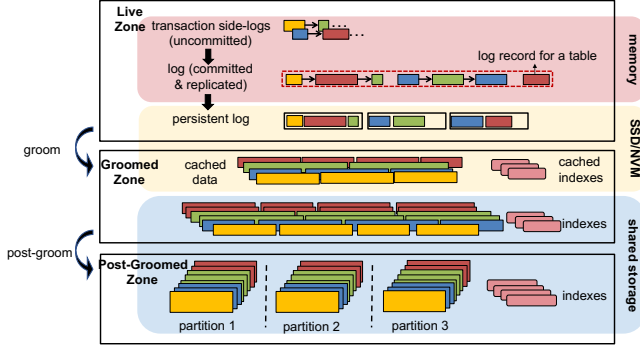 Live
Zone
transaction side-logs
(uncommitted)
...
...
log record for a table
log (committed
& replicated)
memory
persistent log
SSD/NVM
groom
Groomed
Zone
cached
data
cached
indexes
indexes
shared storage
post-groom
Post-Groomed
Zone
indexes
partition 1
partition 2
partition 3